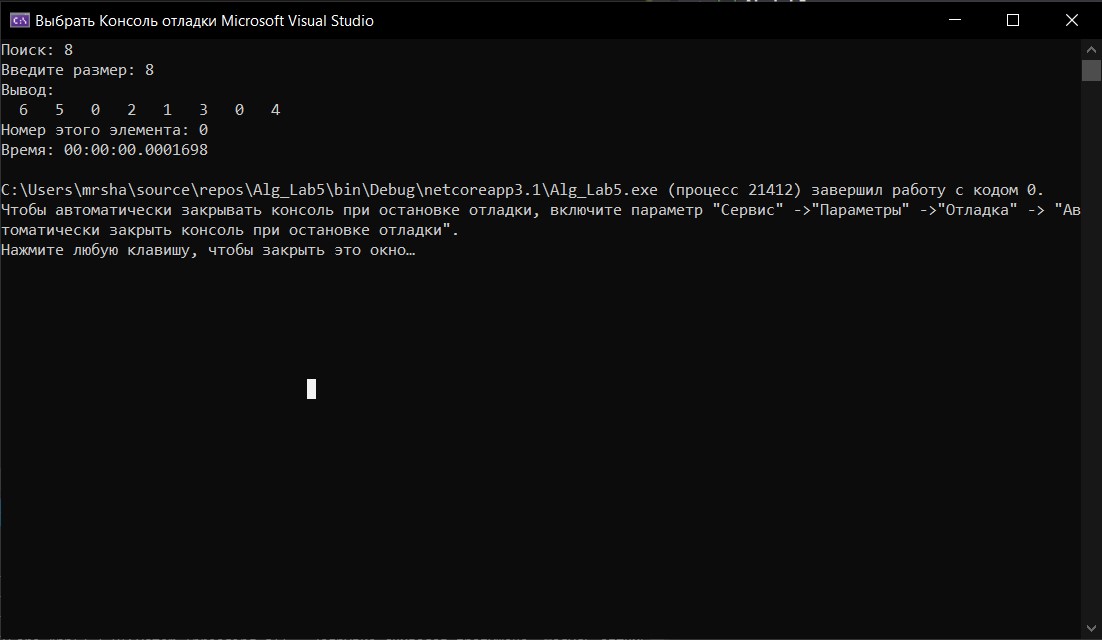 Выбрать Консоль отладки Microsoft Visual Studio
Поиск: 8
Введите размер: 8
Вывод:
6 5 0 2 1 3 0 4
Номер этого элемента: 0
Время: 00:00:00.0001698
C:\Users\mrsha\source\repos\Alg_Lab5\bin\Debug\netcoreapp3.1\Alg_Lab5.exe (процесс 21412) завершил работу с кодом 0.
Чтобы автоматически закрывать консоль при остановке отладки, включите параметр "Сервис" ->"Параметры" ->"Отладка" -> "Ав
томатически закрыть консоль при остановке отладки".
Нажмите любую клавишу, чтобы закрыть это окно…